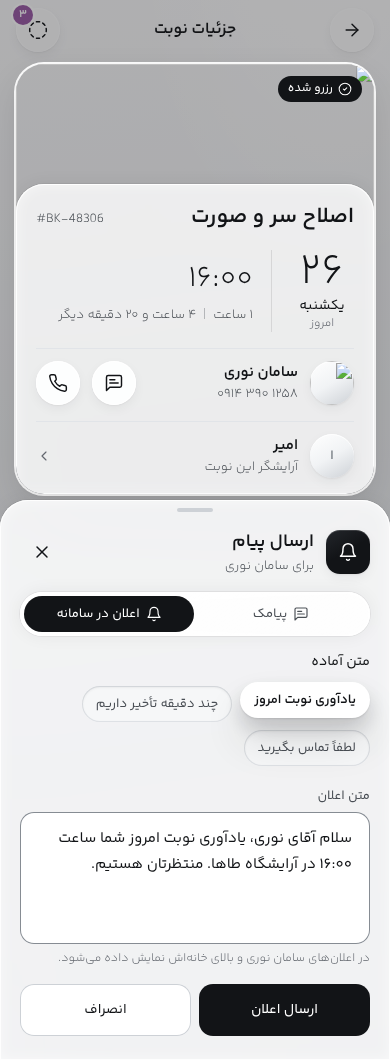 جزئیات نوبت
۳
رزرو شده
اصلاح سر و صورت
#BK-48306
۲۶
یکشنبه
امروز
۱۶:۰۰
۱ ساعت | ۴ ساعت و ۲۰ دقیقه دیگر
سامان نوری
۰۹۱۴ ۳۹۰ ۱۲۵۸
ا
امیر
آرایشگر این نوبت
ارسال پیام
برای سامان نوری
پیامک
اعلان در سامانه
متن آماده
یادآوری نوبت امروز
چند دقیقه تأخیر داریم
لطفاً تماس بگیرید
متن اعلان
سلام آقای نوری، یادآوری نوبت امروز شما ساعت
۱۶:۰۰ در آرایشگاه طاها. منتظرتان هستیم.
در اعلان‌های سامان نوری و بالای خانه‌اش نمایش داده می‌شود.
ارسال اعلان
انصراف